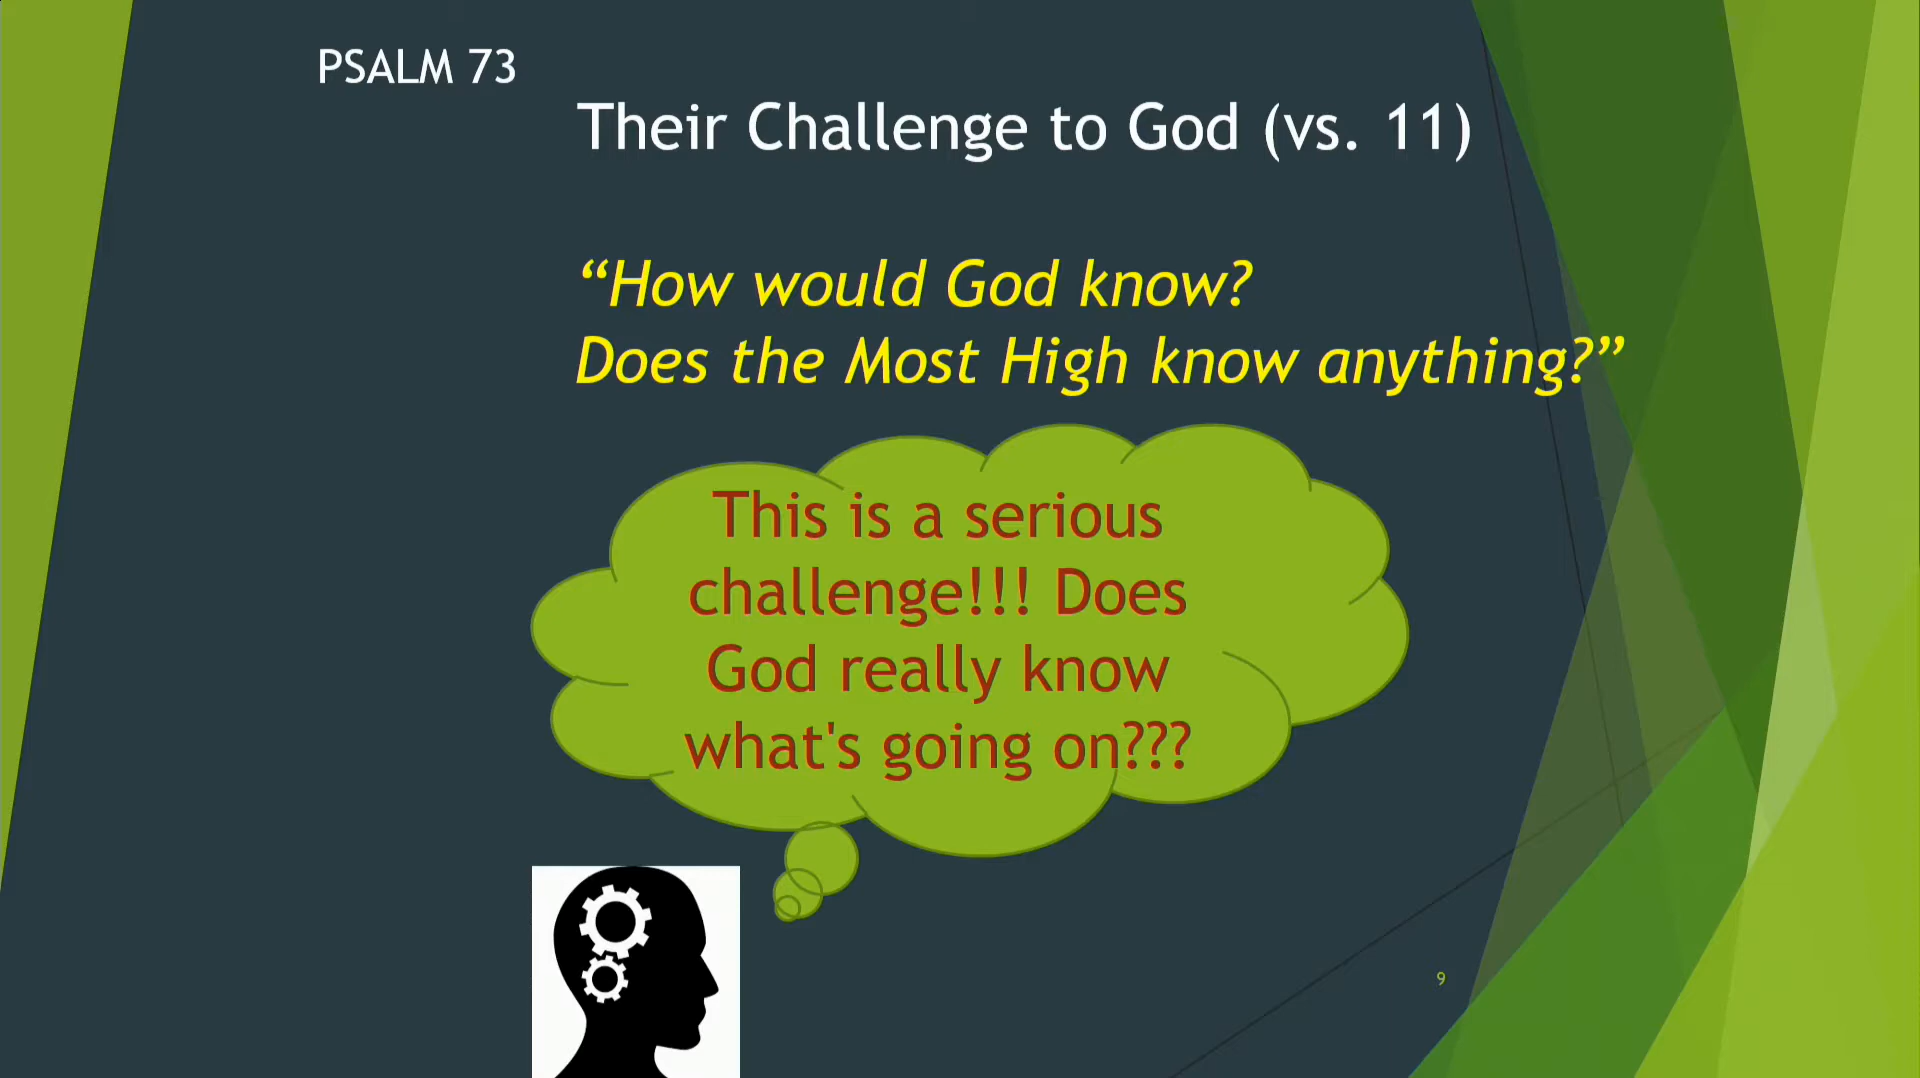 PSALM 73
Their Challenge to God (vs. 11)
“How would God know?
Does the Most High know anything?”
This is a serious
challenge!!! Does
God really know
what's going on???
9